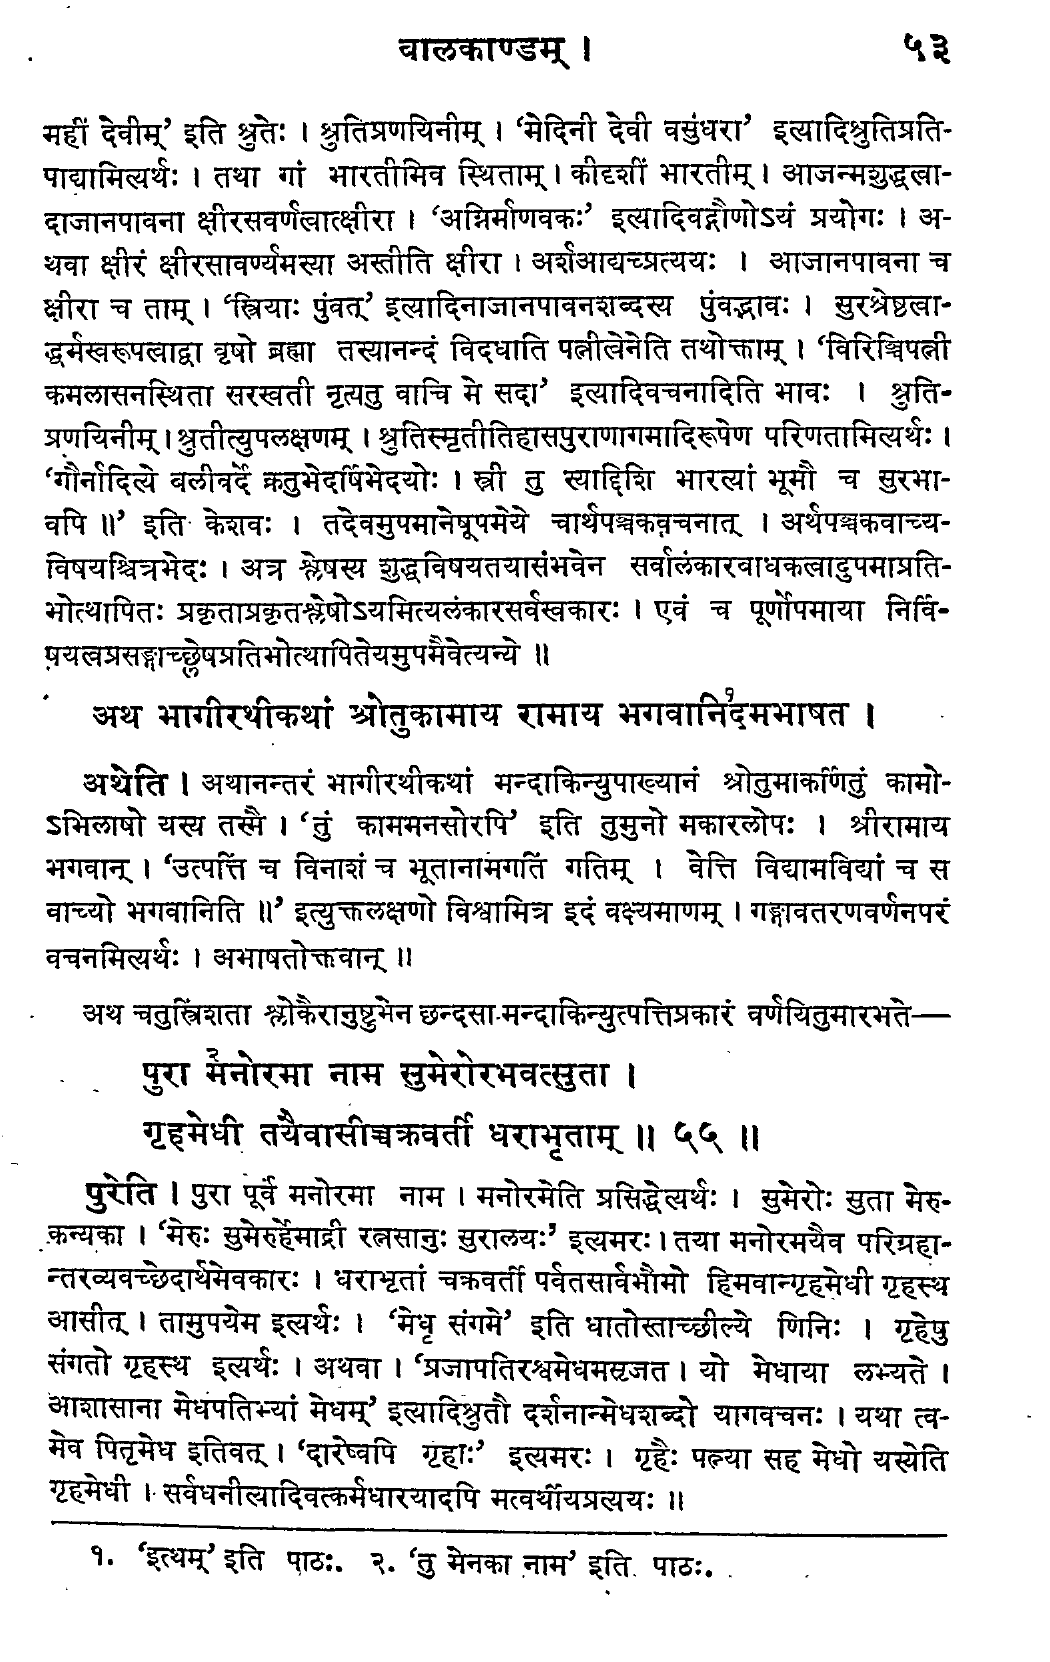 वालकाण्डम् । ५३
महीं देवीम्’ इति श्रुतेः । श्रुतिप्रणयिनीम् । ‘मेदिनी देवी वसुंधरा’ इत्यादिश्रुतिप्रति-
पाद्यामित्यर्थः । तथा गां भारतीमिव स्थिताम् । कीदृशीं भारतीम् । आजन्मशुद्धत्वा-
दाजानपावना क्षीरसवर्णत्वात्क्षीरा । ‘अग्निर्माणवकः’ इत्यादिवद्गौणोऽयं प्रयोगः । अ-
थवा क्षीरं क्षीरसावर्ण्यमस्या अस्तीति क्षीरा । अर्शआद्यच्प्रत्ययः । आजानपावना च
क्षीरा च ताम् । ‘स्त्रियाः पुंवत्’ इत्यादिनाजानपावनशब्दस्य पुंवद्भावः । सुरश्रेष्ठत्वा-
द्धर्मस्वरूपत्वाद्वा वृषो ब्रह्मा तस्यानन्दं विदधाति पत्नीत्वेनेति तथोक्ताम् । ‘विरिञ्चिपत्नी
कमलासनस्थिता सरस्वती नृत्यतु वाचि मे सदा’ इत्यादिवचनादिति भावः । श्रुति-
प्रणयिनीम् । श्रुतीत्युपलक्षणम् । श्रुतिस्मृतीतिहासपुराणागमादिरूपेण परिणतामित्यर्थः ।
‘गौर्नादित्ये वलीवर्दे क्रतुभेदर्षिभेदयोः । स्त्री तु स्याद्दिशि भारत्यां भूमौ च सुरभा-
वपि ॥’ इति केशवः । तदेवमुपमानेषूपमेये चार्थपञ्चकवचनात् । अर्थपञ्चकवाच्य-
विषयश्चित्रभेदः । अत्र श्लेषस्य शुद्धविषयतयासंभवेन सर्वालंकारवाधकत्वादुपमाप्रति-
भोत्थापितः प्रकृताप्रकृतश्लेषोऽयमित्यलंकारसर्वस्वकारः । एवं च पूर्णोपमाया निर्वि-
षयत्वप्रसङ्गाच्छ्लेषप्रतिभोत्थापितेयमुपमैवेत्यन्ये ॥
अथ भागीरथीकथां श्रोतुकामाय रामाय भगवानि१दमभाषत ।
अथेति । अथानन्तरं भागीरथीकथां मन्दाकिन्युपाख्यानं श्रोतुमाकर्णितुं कामो-
ऽभिलाषो यस्य तस्मै । ‘तुं काममनसोरपि’ इति तुमुनो मकारलोपः । श्रीरामाय
भगवान् । ‘उत्पत्तिं च विनाशं च भूतानामगतिं गतिम् । वेत्ति विद्यामविद्यां च स
वाच्यो भगवानिति ॥’ इत्युक्तलक्षणो विश्वामित्र इदं वक्ष्यमाणम् । गङ्गावतरणवर्णनपरं
वचनमित्यर्थः । अभाषतोक्तवान् ॥
अथ चतुस्त्रिंशता श्लोकैरानुष्टुभेन छन्दसा मन्दाकिन्युत्पत्तिप्रकारं वर्णयितुमारभते—
पुरा २मनोरमा नाम सुमेरोरभवत्सुता ।
गृहमेधी तयैवासीच्चक्रवर्ती धराभृताम् ॥ ५५ ॥
पुरेति । पुरा पूर्वं मनोरमा नाम । मनोरमेति प्रसिद्धेत्यर्थः । सुमेरोः सुता मेरु-
कन्यका । ‘मेरुः सुमेरुर्हेमाद्री रत्नसानुः सुरालयः’ इत्यमरः । तया मनोरमयैव परिग्रहा-
न्तरव्यवच्छेदार्थमेवकारः । धराभृतां चक्रवर्ती पर्वतसार्वभौमो हिमवान्गृहमेधी गृहस्थ
आसीत् । तामुपयेम इत्यर्थः । ‘मेधृ संगमे’ इति धातोस्ताच्छील्ये णिनिः । गृहेषु
संगतो गृहस्थ इत्यर्थः । अथवा । ‘प्रजापतिरश्वमेधमसृजत । यो मेधाया लभ्यते ।
आशासाना मेधपतिभ्यां मेधम्’ इत्यादिश्रुतौ दर्शनान्मेधशब्दो यागवचनः । यथा त्व-
मेव पितृमेध इतिवत् । ‘दारेष्वपि गृहाः’ इत्यमरः । गृहैः पत्न्या सह मेधो यस्येति
गृहमेधी । सर्वधनीत्यादिवत्कर्मधारयादपि मत्वर्थीयप्रत्ययः ॥
१. ‘इत्थम्’ इति पाठः. २. ‘तु मेनका नाम’ इति पाठः.